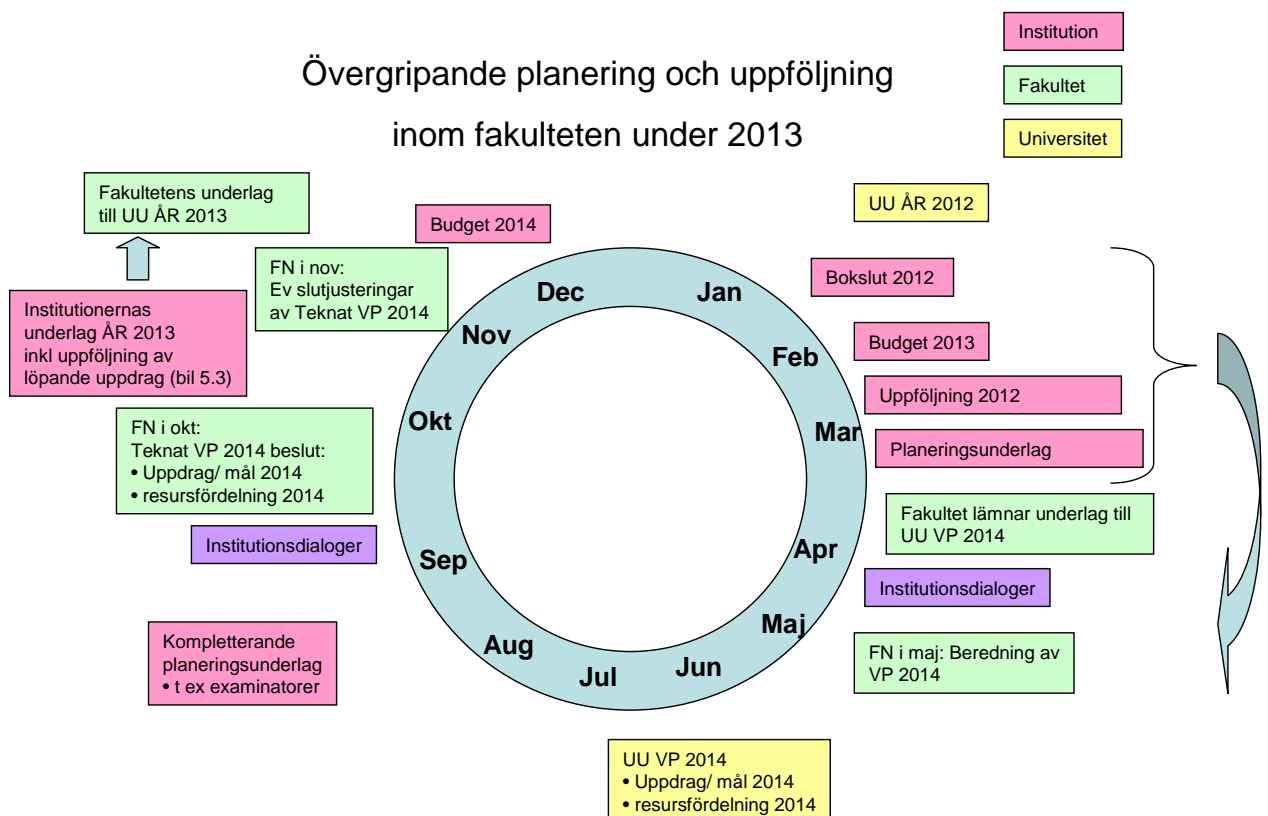 Övergripande planering och uppföljning
inom fakulteten under 2013
Institution
Fakultet
Universitet
Fakultetens underlag
till UU ÅR 2013
Budget 2014
UU ÅR 2012
FN i nov:
Ev slutjusteringar
av Teknat VP 2014
Bokslut 2012
Institutionernas
underlag ÅR 2013
inkl uppföljning av
löpande uppdrag (bil 5.3)
Budget 2013
Uppföljning 2012
Planeringsunderlag
FN i okt:
Teknat VP 2014 beslut:
• Uppdrag/ mål 2014
• resursfördelning 2014
Fakultet lämnar underlag till
UU VP 2014
Institutionsdialoger
Institutionsdialoger
Kompletterande
planeringsunderlag
• t ex examinatorer
FN i maj: Beredning av
VP 2014
UU VP 2014
• Uppdrag/ mål 2014
• resursfördelning 2014
Jan
Feb
Mar
Apr
Maj
Jun
Jul
Aug
Sep
Okt
Nov
Dec